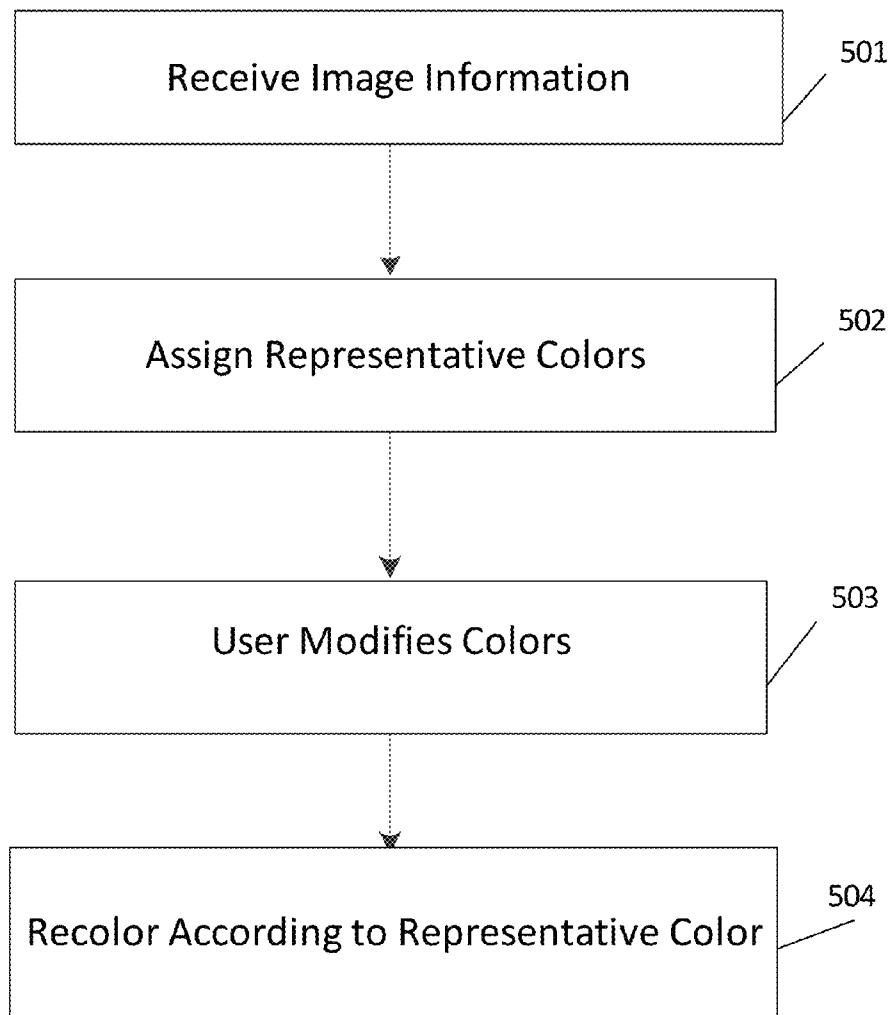 Receive Image Information
501
Assign Representative Colors
502
User Modifies Colors
503
Recolor According to Representative Color
504